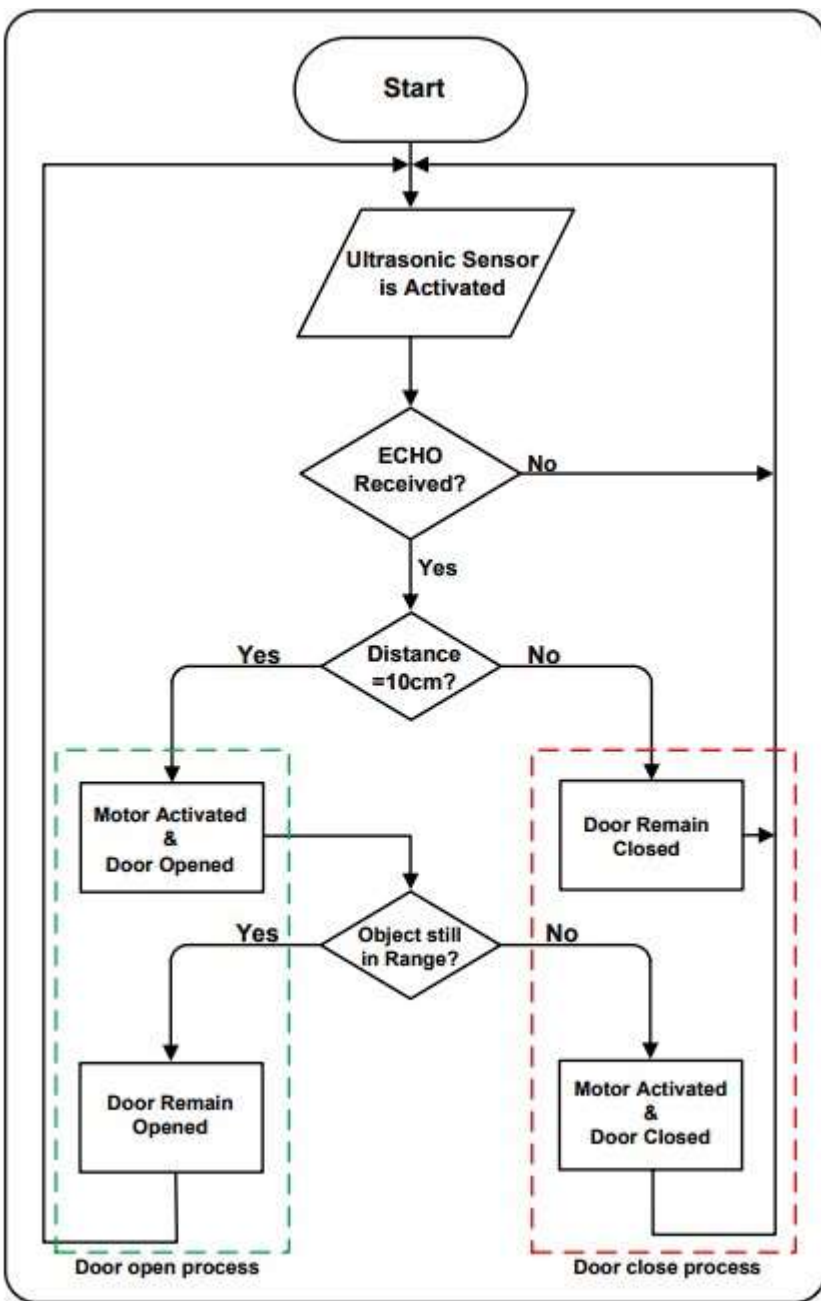 Start
Ultrasonic Sensor
is Activated
ECHO
Received?
No
Yes
Distance
=10cm?
Yes
No
Motor Activated
&
Door Opened
Door Remain
Closed
Object still
in Range?
Yes
No
Door Remain
Opened
Motor Activated
&
Door Closed
Door open process
Door close process